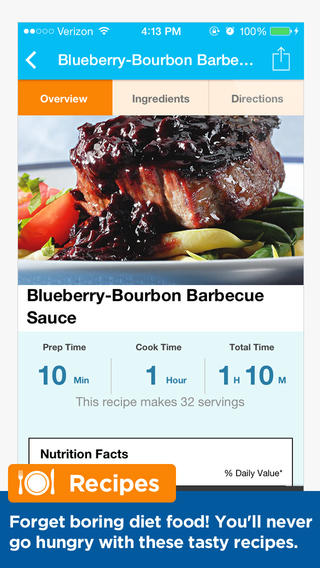 Verizon 4:13 PM 100%
Blueberry-Bourbon Barbe...
Overview Ingredients Directions
Blueberry-Bourbon Barbecue
Sauce
Prep Time Cook Time Total Time
10 Min 1 Hour 1 H 10 M
This recipe makes 32 servings
Nutrition Facts
% Daily Value*
Recipes
Forget boring diet food! You'll never
go hungry with these tasty recipes.